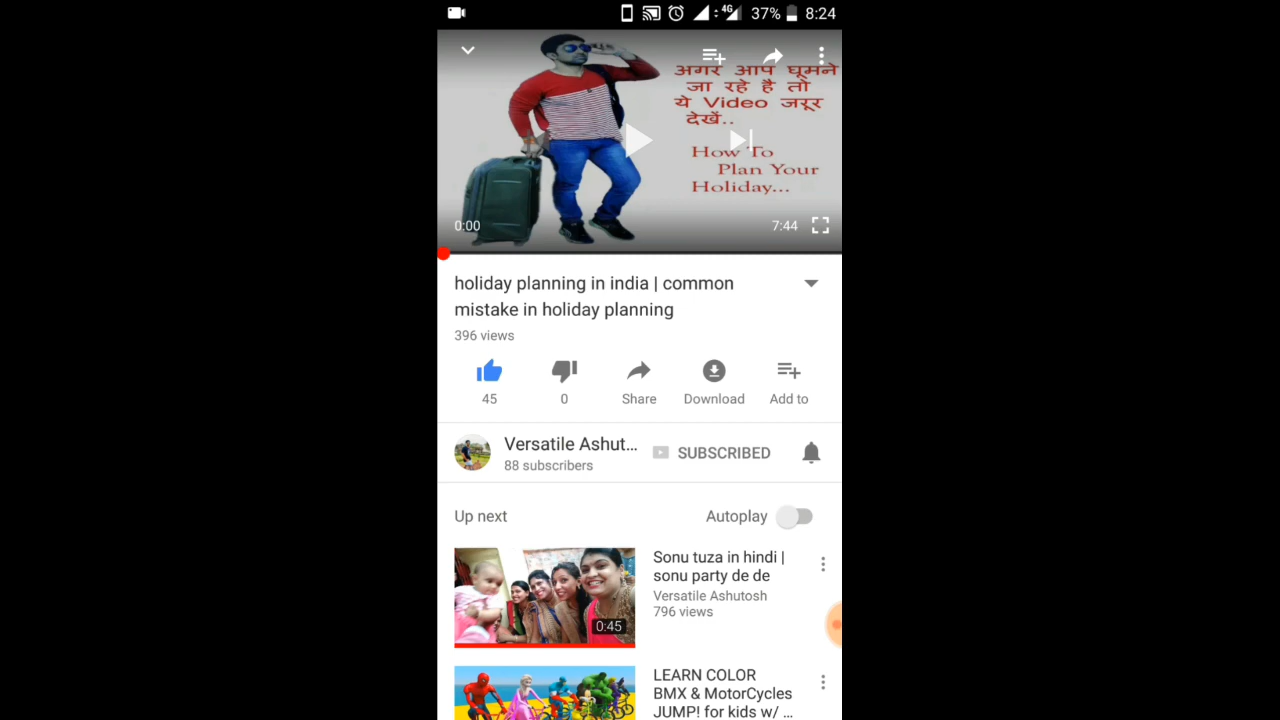 37% 8:24
4G
अगर आप घूमने
जा रहे है तो
ये Video जरूर
देखें..
How To
Plan Your
Holiday...
0:00 7:44
holiday planning in india | common
mistake in holiday planning
396 views
45 0 Share Download Add to
Versatile Ashut... SUBSCRIBED
88 subscribers
Up next Autoplay
Sonu tuza in hindi |
sonu party de de
Versatile Ashutosh
796 views
0:45
LEARN COLOR
BMX & MotorCycles
JUMP! for kids w/ ...